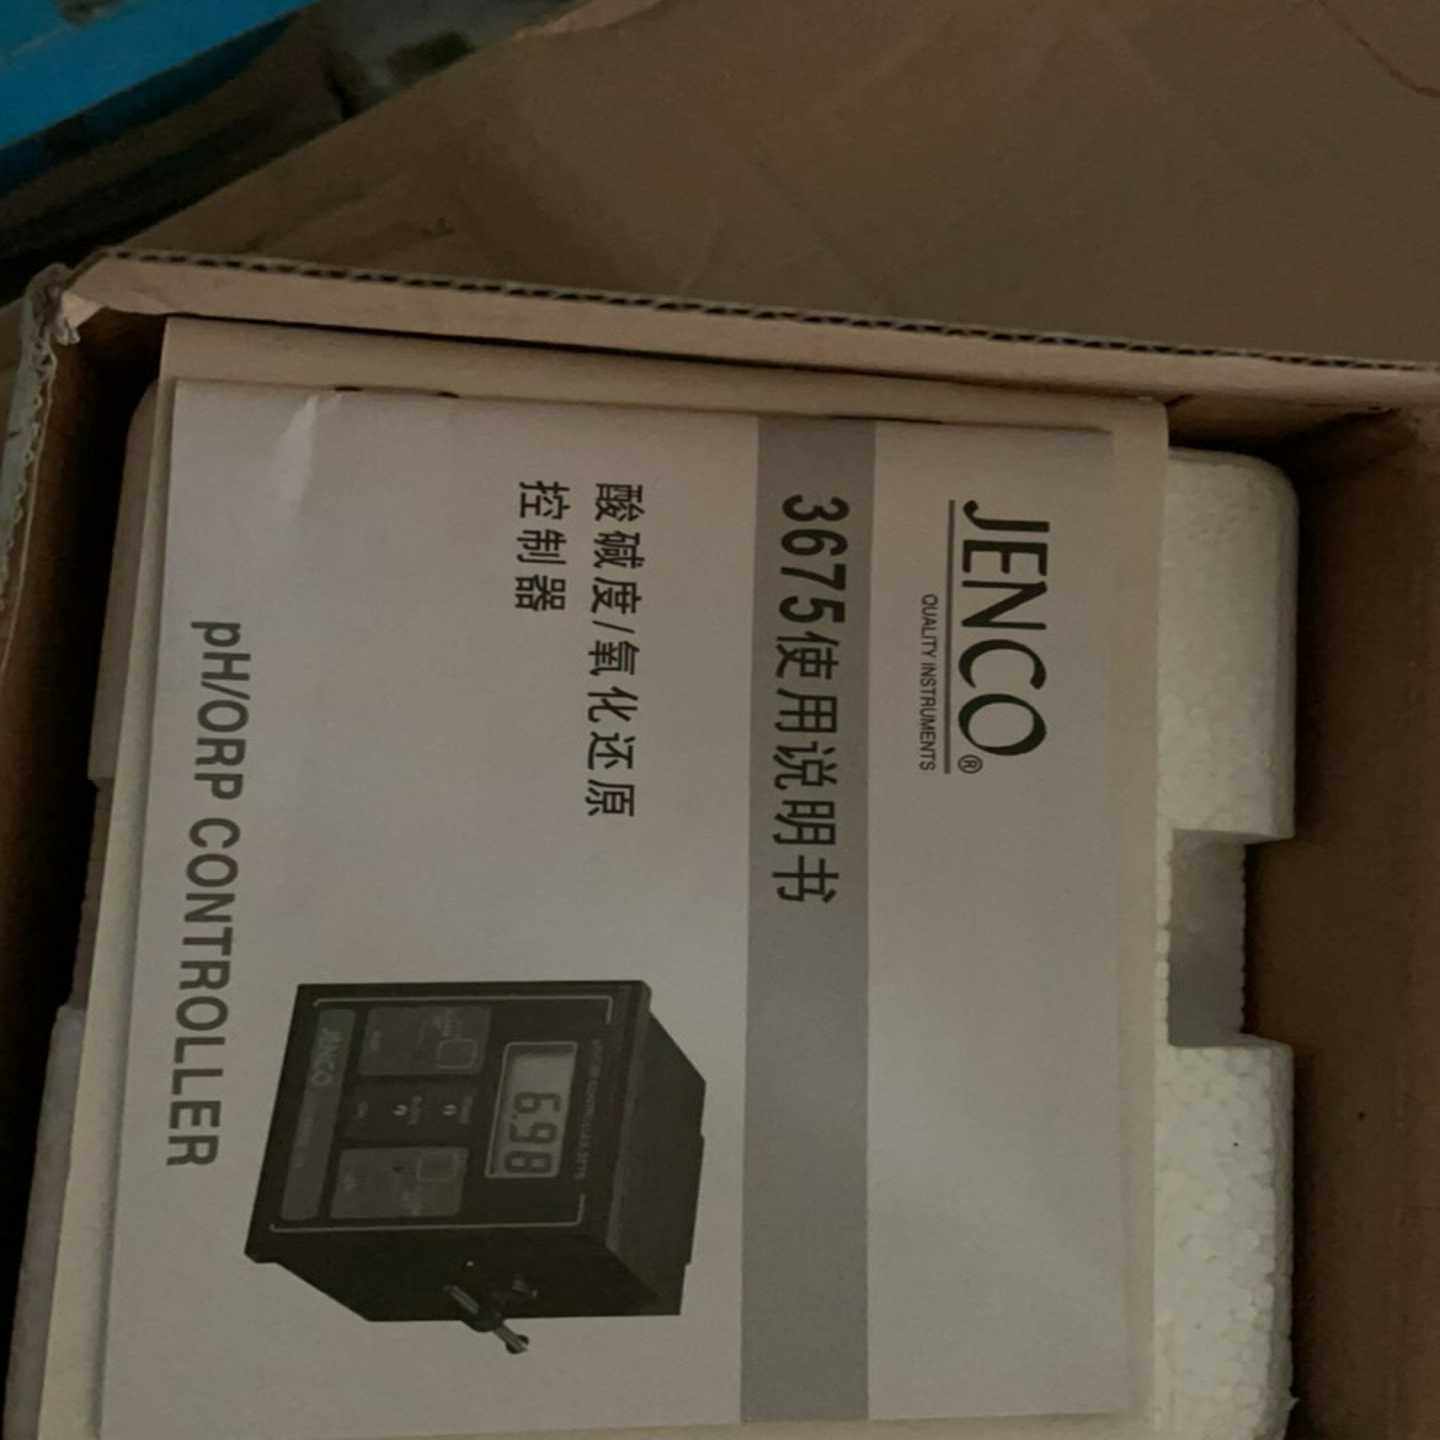 JENCO®
QUALITY INSTRUMENTS
3675使用说明书
酸碱度/氧化还原
控制器
pH/ORP CONTROLLER
6.98
JENCO